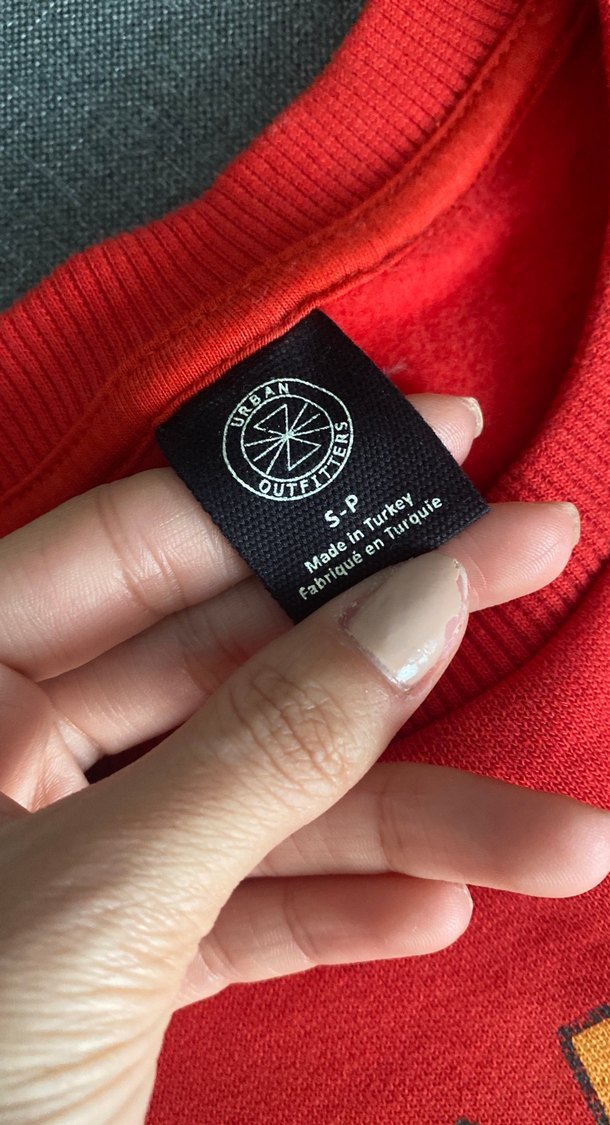 URBAN
OUTFITTERS
S-P
Made in Turkey
Fabriqué en Turquie